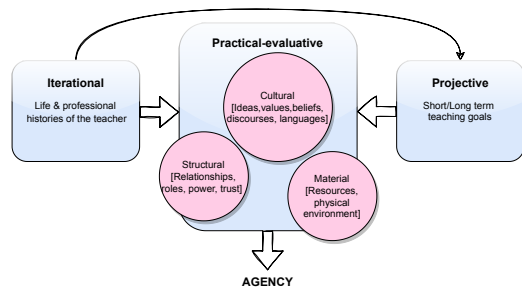 Practical-evaluative
Iterational
Life & professional
histories of the teacher
Cultural
[Ideas,values,beliefs,
discourses, languages]
Structural
[Relationships,
roles, power, trust]
Material
[Resources,
physical
environment]
Projective
Short/Long term
teaching goals
AGENCY